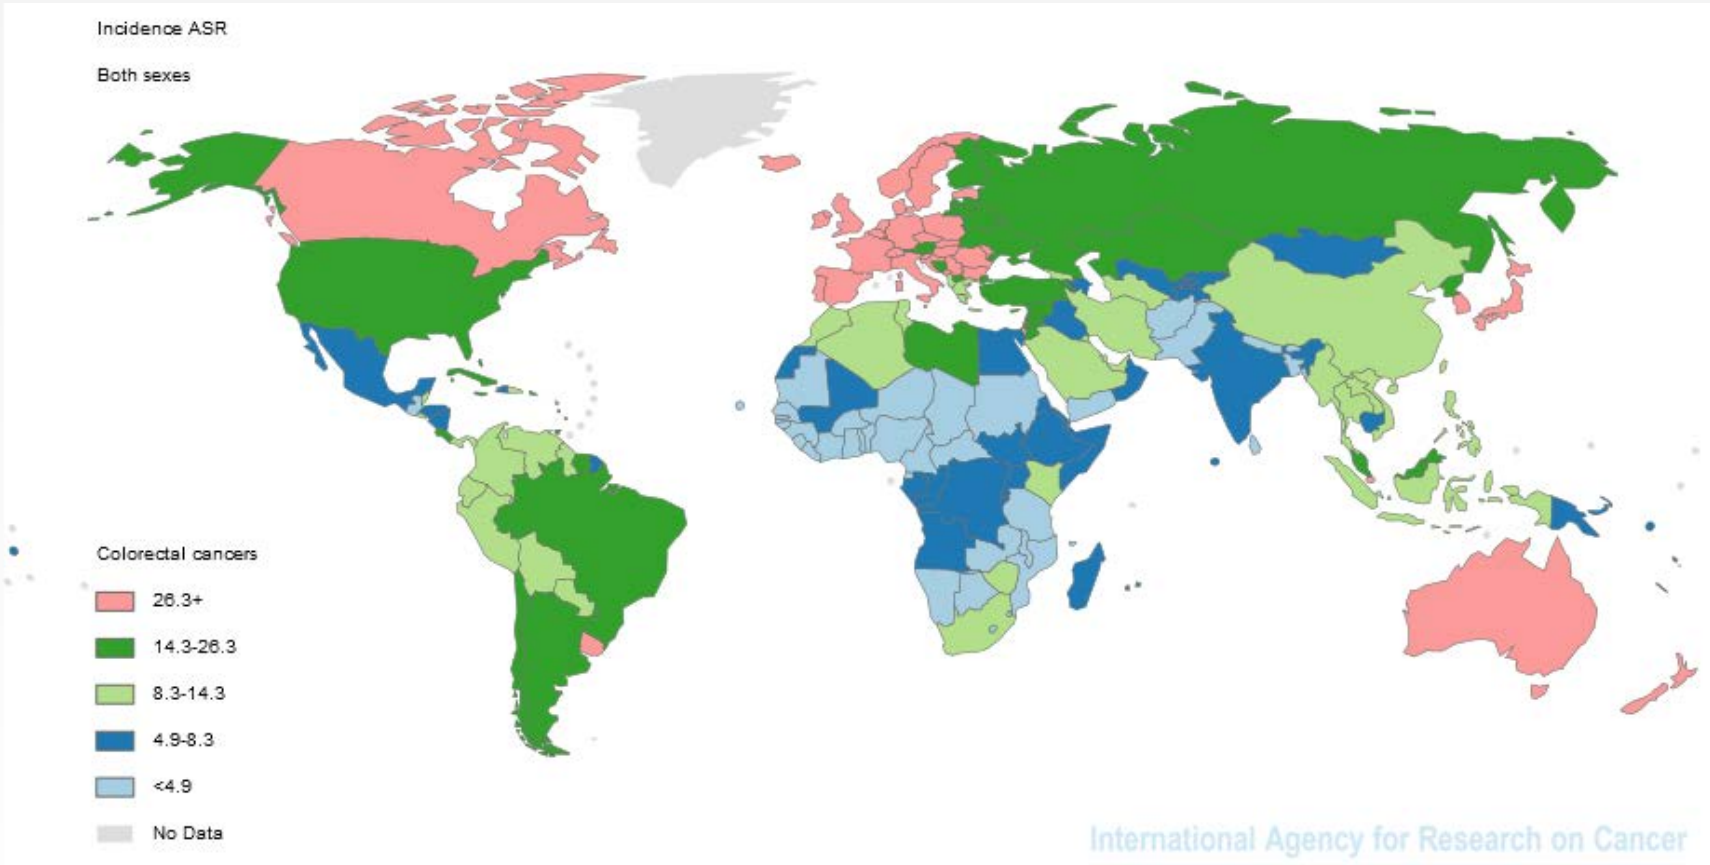 Incidence ASR
Both sexes
Colorectal cancers
26.3+
14.3-26.3
8.3-14.3
4.9-8.3
<4.9
No Data
International Agency for Research on Cancer